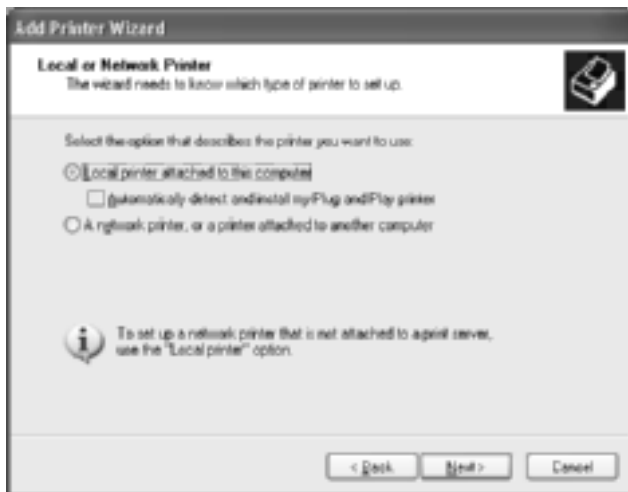 Add Printer Wizard
Local or Network Printer
The wizard needs to know which type of printer to set up.
Select the option that describes the printer you want to use:
Local printer attached to this computer
Automatically detect and install my Plug and Play printer
A network printer, or a printer attached to another computer
To set up a network printer that is not attached to a print server,
use the "Local printer" option.
< Back
Next >
Cancel